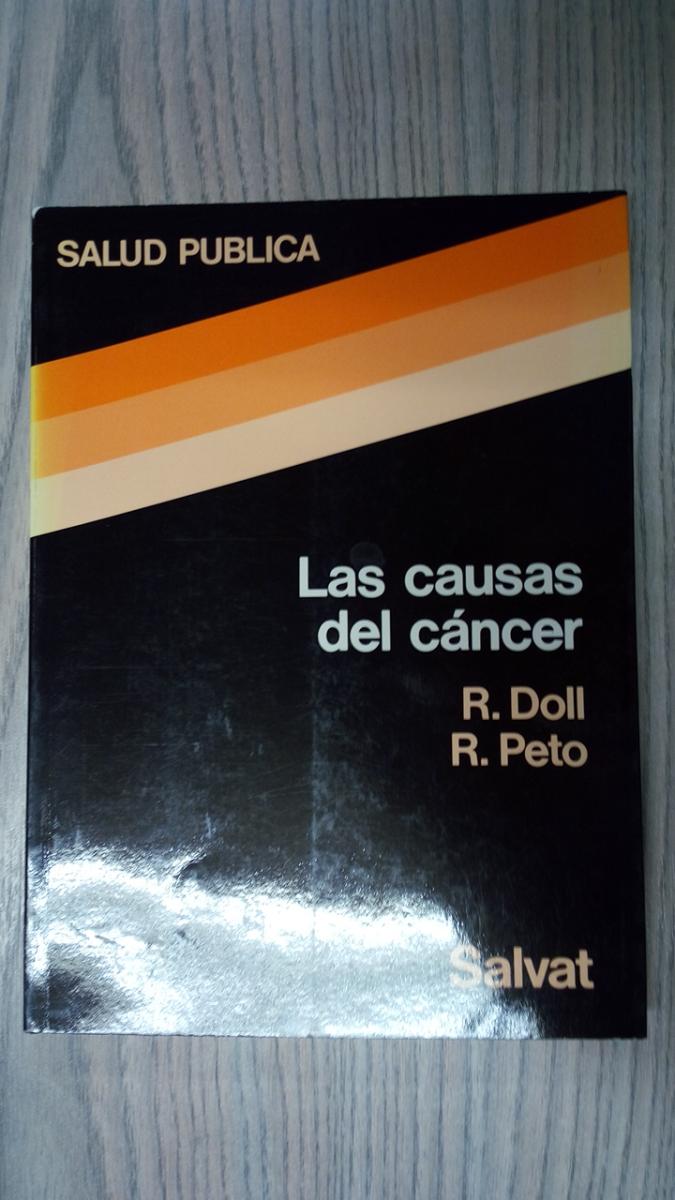 SALUD PUBLICA
Las causas
del cáncer
R. Doll
R. Peto
Salvat